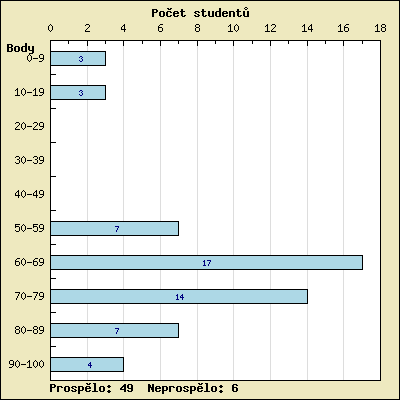 Počet studentů
0 2 4 6 8 10 12 14 16 18
Body
0-9 3
10-19 3
20-29
30-39
40-49
50-59 7
60-69 17
70-79 14
80-89 7
90-100 4
Prospělo: 49 Neprospělo: 6